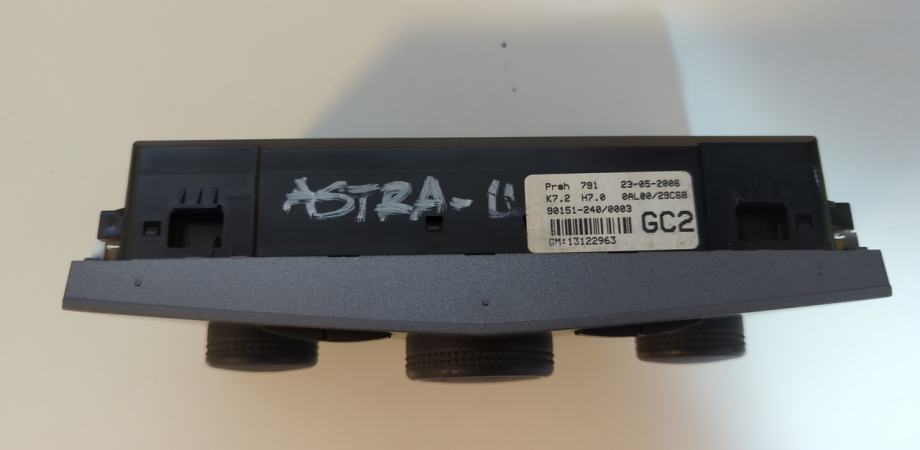 ASTRA-
Preh 791 23-05-2006
K7.2 H7.0 0AL00/29C68
90151-240/0003
GC2
GM:13122963